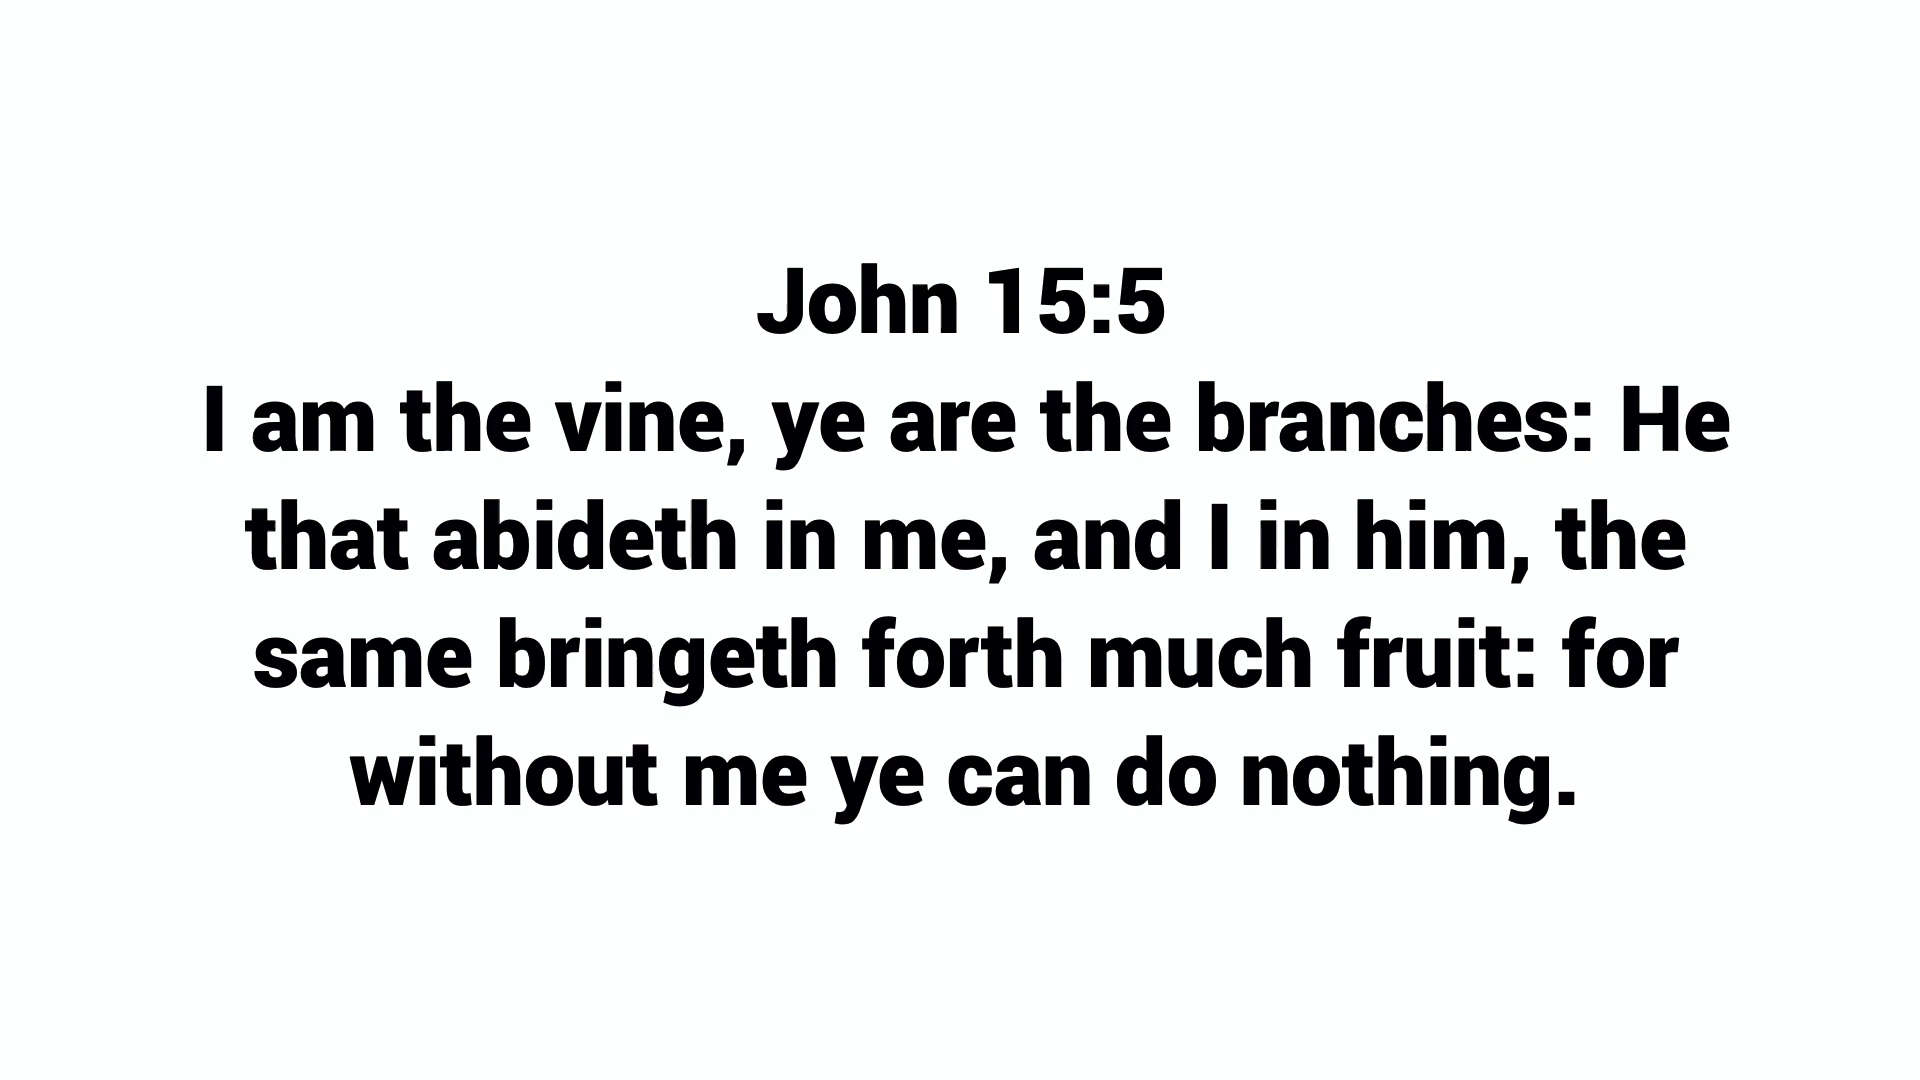 John 15:5
I am the vine, ye are the branches: He
that abideth in me, and I in him, the
same bringeth forth much fruit: for
without me ye can do nothing.